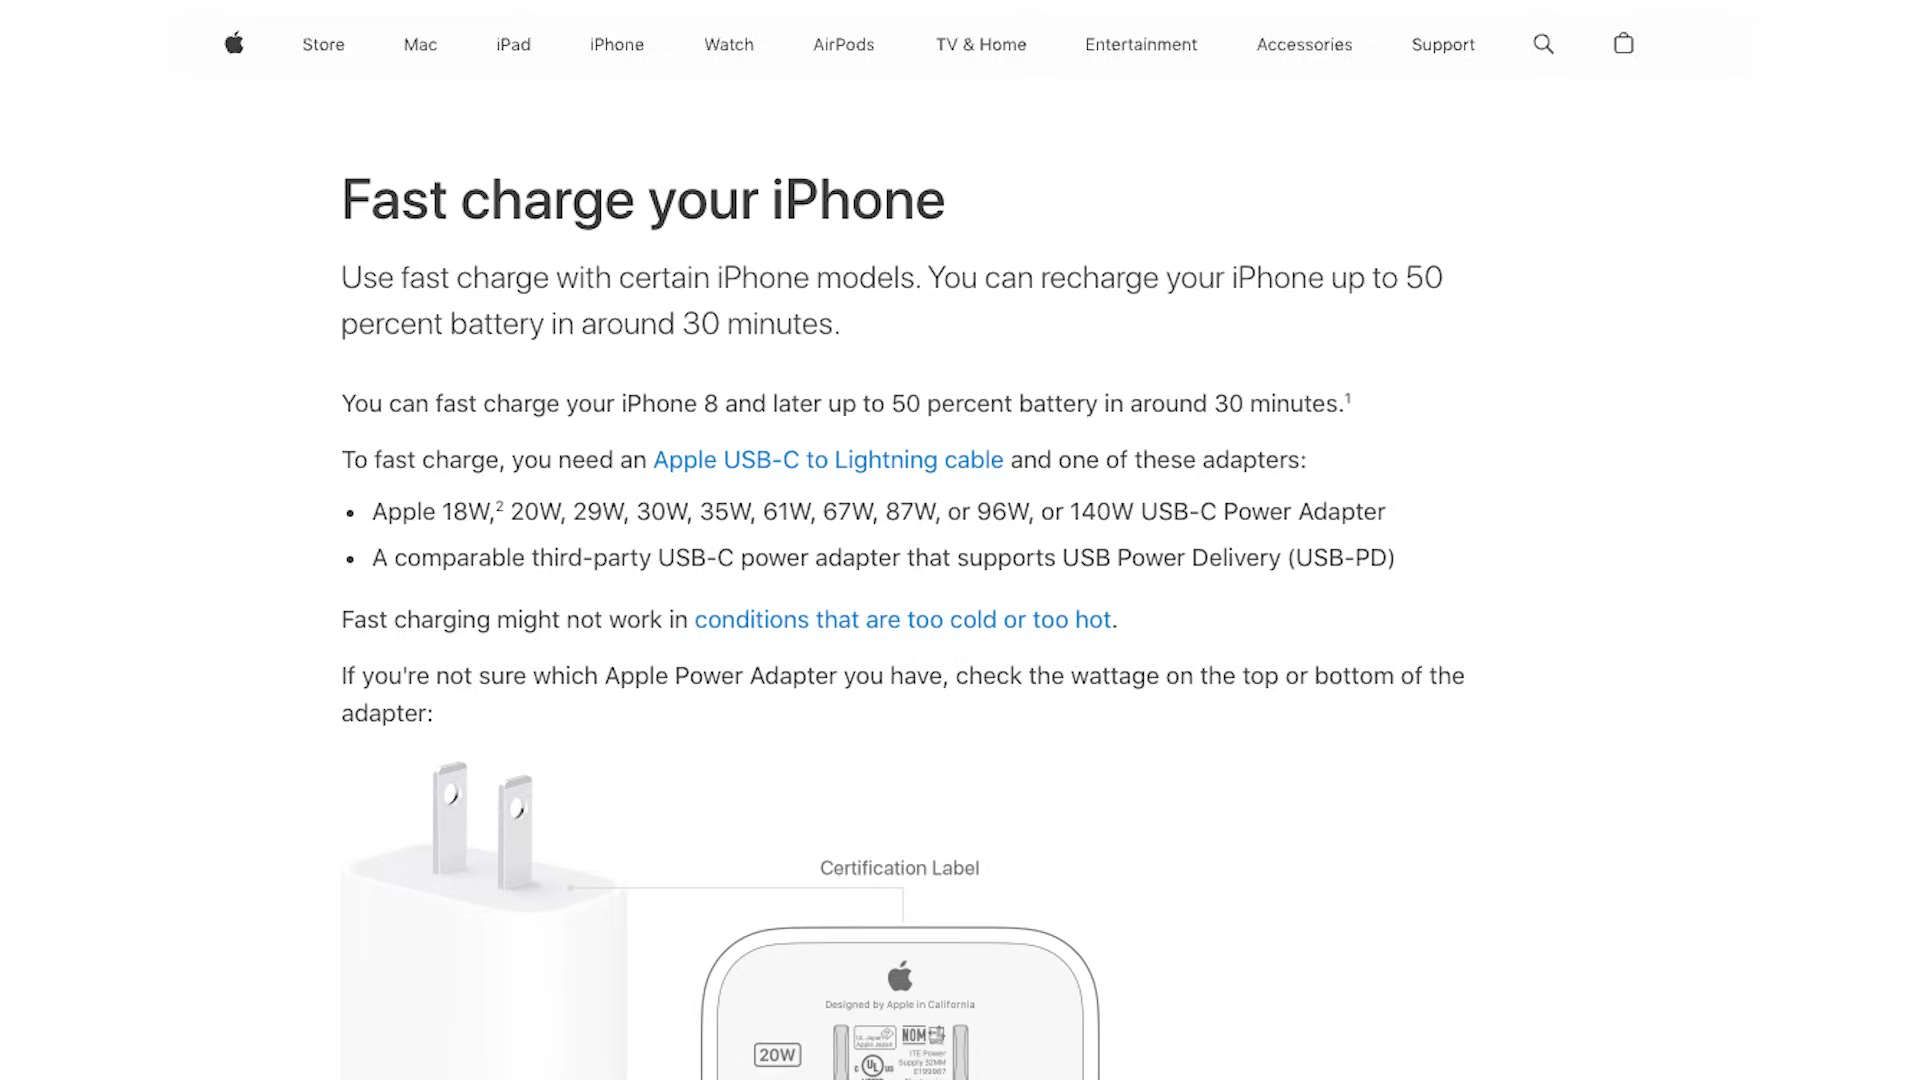 Store Mac iPad iPhone Watch AirPods TV & Home Entertainment Accessories Support
Fast charge your iPhone
Use fast charge with certain iPhone models. You can recharge your iPhone up to 50
percent battery in around 30 minutes.
You can fast charge your iPhone 8 and later up to 50 percent battery in around 30 minutes.1
To fast charge, you need an Apple USB-C to Lightning cable and one of these adapters:
• Apple 18W,2 20W, 29W, 30W, 35W, 61W, 67W, 87W, or 96W, or 140W USB-C Power Adapter
• A comparable third-party USB-C power adapter that supports USB Power Delivery (USB-PD)
Fast charging might not work in conditions that are too cold or too hot.
If you're not sure which Apple Power Adapter you have, check the wattage on the top or bottom of the
adapter:
Certification Label
Designed by Apple in California
NOM
20W
ITE Power
Supply 32MM
E199967
c UL us